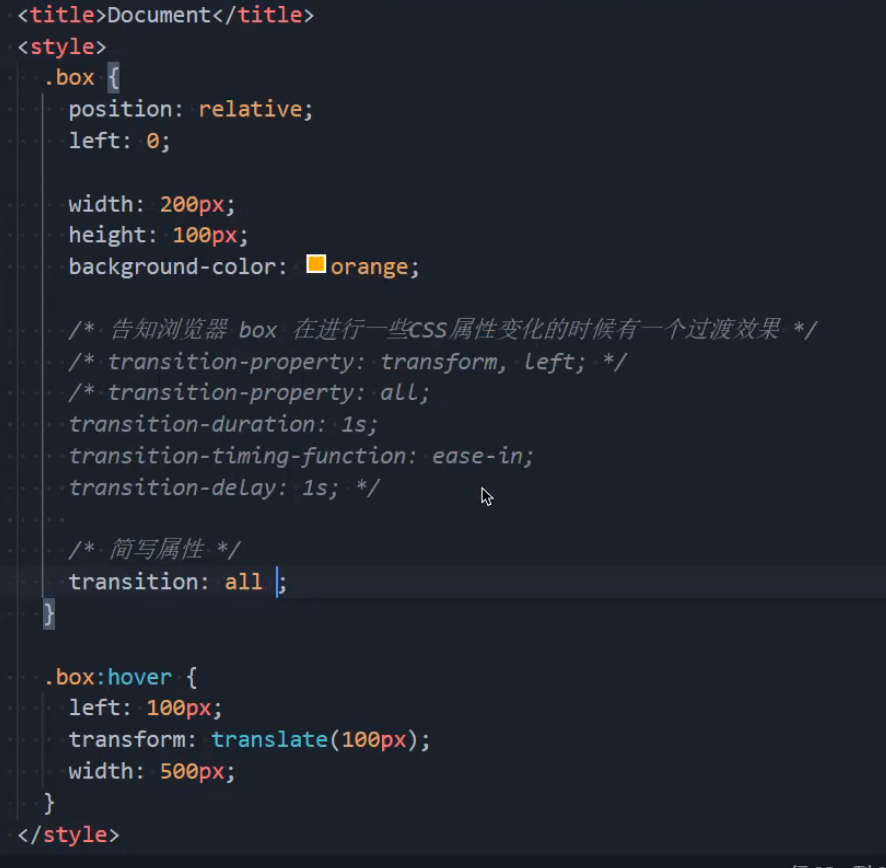 <title>Document</title>
<style>
.box {
position: relative;
left: 0;
width: 200px;
height: 100px;
background-color: orange;
/* 告知浏览器 box 在进行一些CSS属性变化的时候有一个过渡效果 */
/* transition-property: transform, left; */
/* transition-property: all;
transition-duration: 1s;
transition-timing-function: ease-in;
transition-delay: 1s; */
/* 简写属性 */
transition: all ;
}
.box:hover {
left: 100px;
transform: translate(100px);
width: 500px;
}
</style>